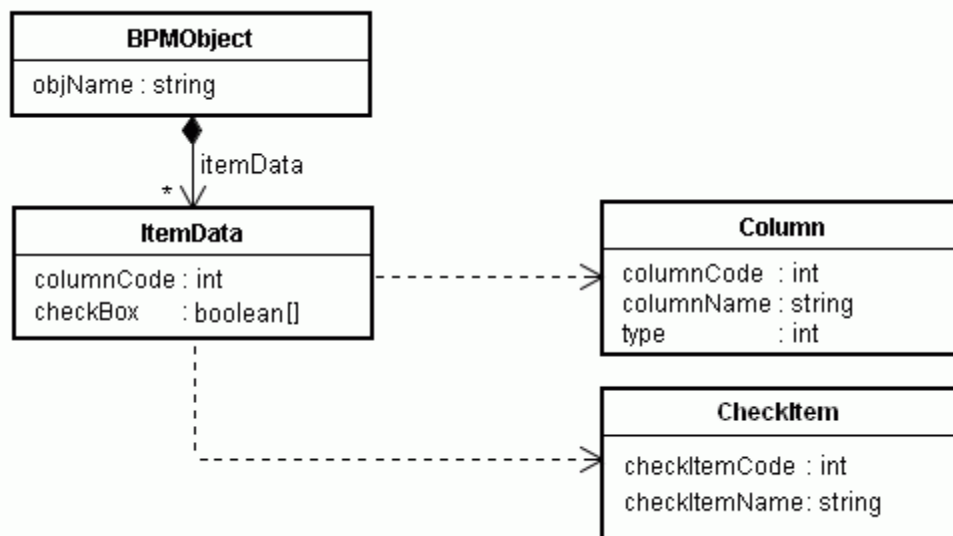 BPMObject
objName : string
itemData
*
ItemData
columnCode : int
checkBox : boolean[]
Column
columnCode : int
columnName : string
type : int
CheckItem
checkItemCode : int
checkItemName : string